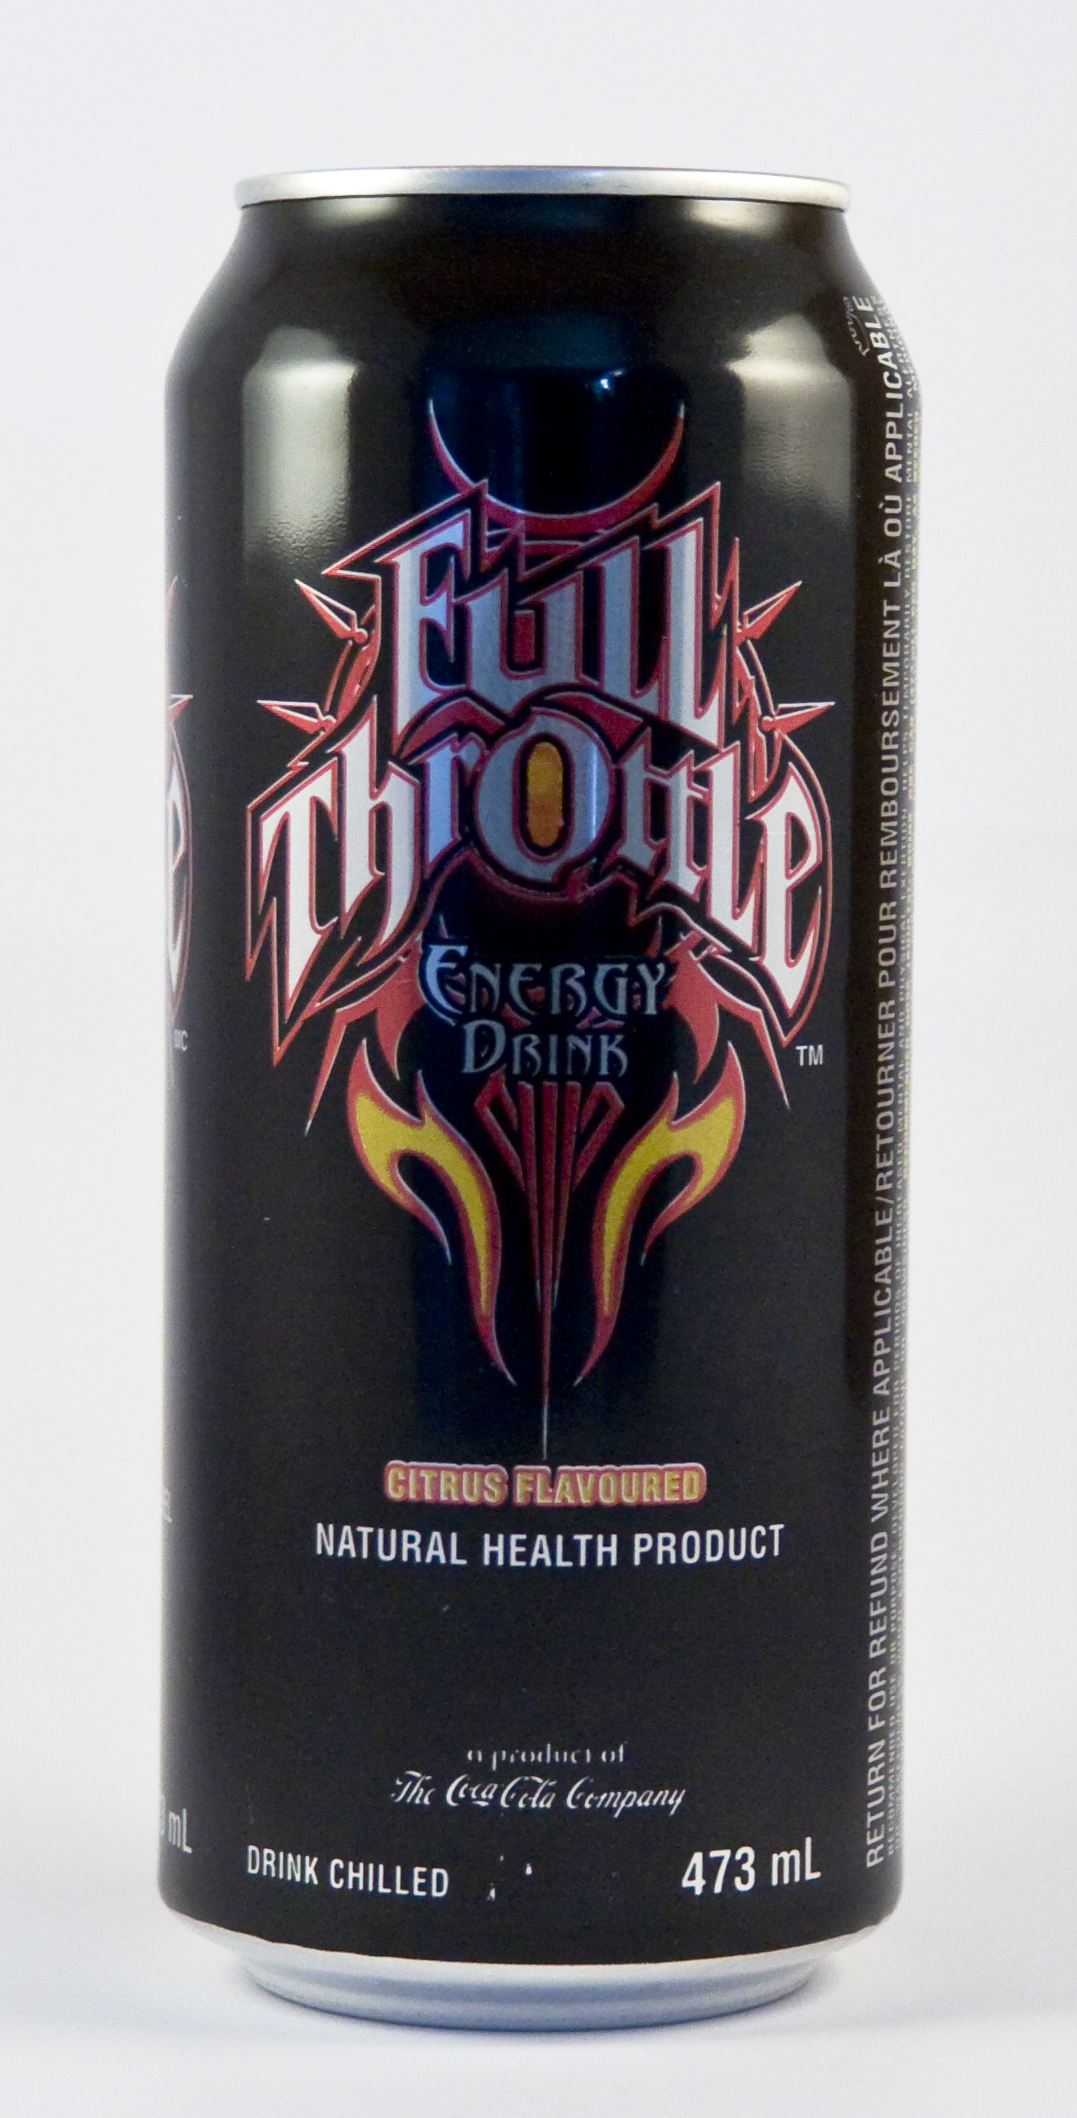 Full
Throttle
ENERGY
DRINK
TM
CITRUS FLAVOURED
NATURAL HEALTH PRODUCT
a product of
The Coca-Cola Company
DRINK CHILLED
473 mL
mL
RETURN FOR REFUND WHERE APPLICABLE/RETOURNER POUR REMBOURSEMENT LÀ OÙ APPLICABLE